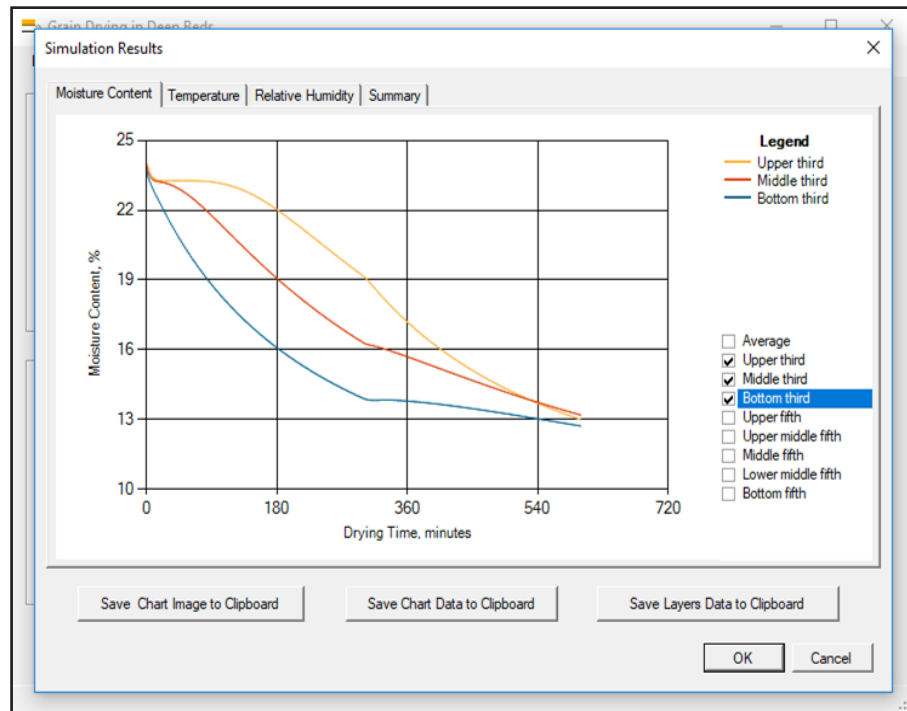 Grain Drying in Deep Beds
Simulation Results
Moisture Content
Temperature
Relative Humidity
Summary
25
22
19
16
13
10
Moisture Content, %
0
180
360
540
720
Drying Time, minutes
Legend
Upper third
Middle third
Bottom third
Average
Upper third
Middle third
Bottom third
Upper fifth
Upper middle fifth
Middle fifth
Lower middle fifth
Bottom fifth
Save Chart Image to Clipboard
Save Chart Data to Clipboard
Save Layers Data to Clipboard
OK
Cancel